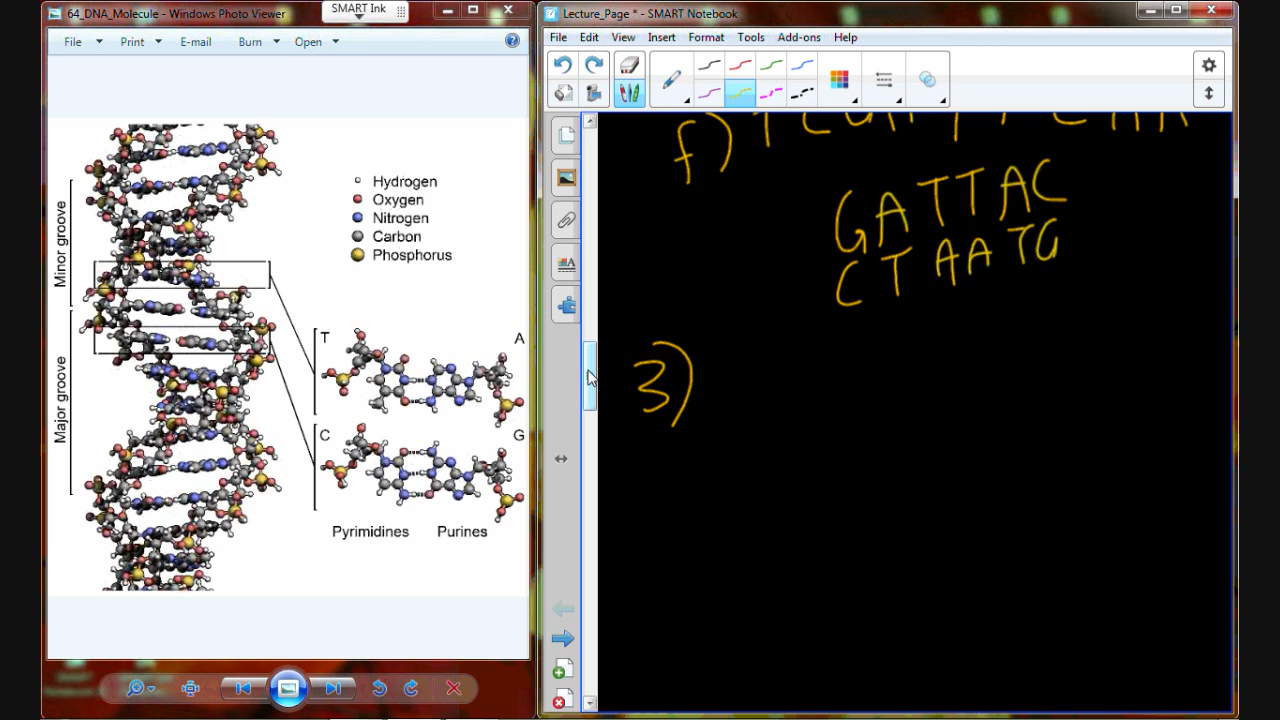 64_DNA_Molecule - Windows Photo Viewer
SMART Ink
File Print E-mail Burn Open
Minor groove
Major groove
Hydrogen
Oxygen
Nitrogen
Carbon
Phosphorus
T A
C G
Pyrimidines Purines
Lecture_Page * - SMART Notebook
File Edit View Insert Format Tools Add-ons Help
f)
GATTAC
CTAATG
3)